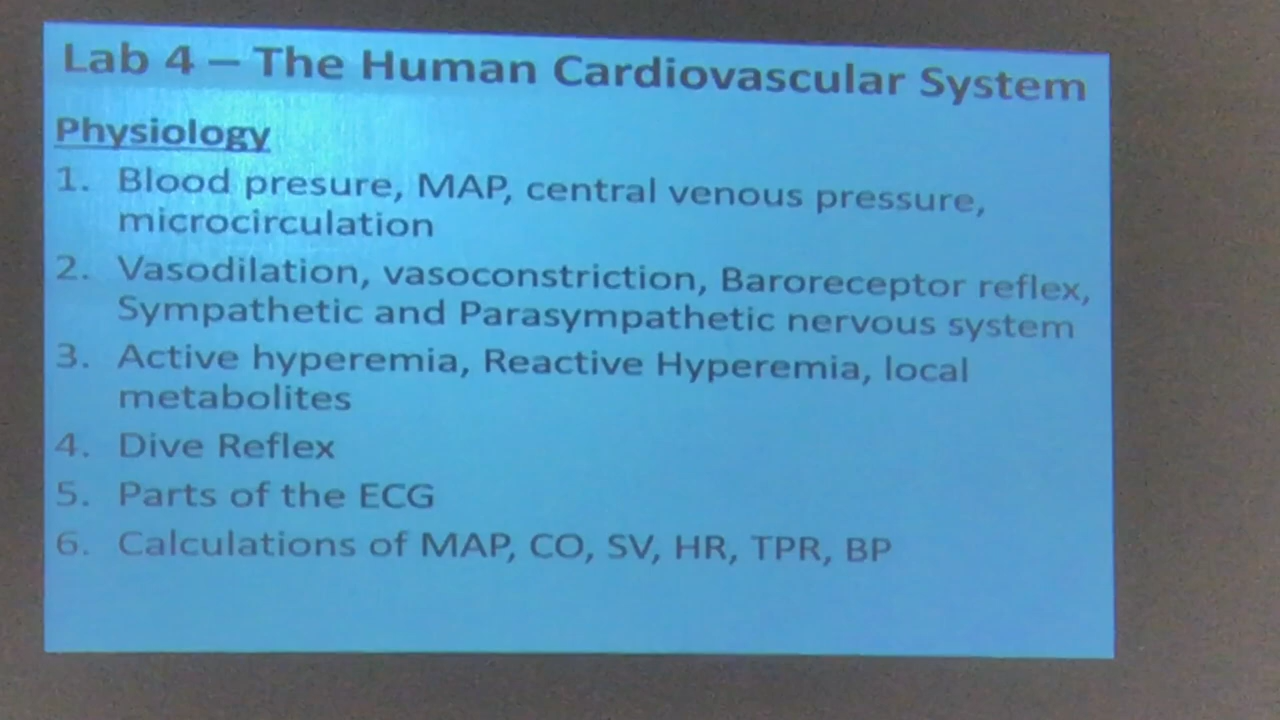 Lab 4 – The Human Cardiovascular System
Physiology
1. Blood presure, MAP, central venous pressure,
microcirculation
2. Vasodilation, vasoconstriction, Baroreceptor reflex,
Sympathetic and Parasympathetic nervous system
3. Active hyperemia, Reactive Hyperemia, local
metabolites
4. Dive Reflex
5. Parts of the ECG
6. Calculations of MAP, CO, SV, HR, TPR, BP